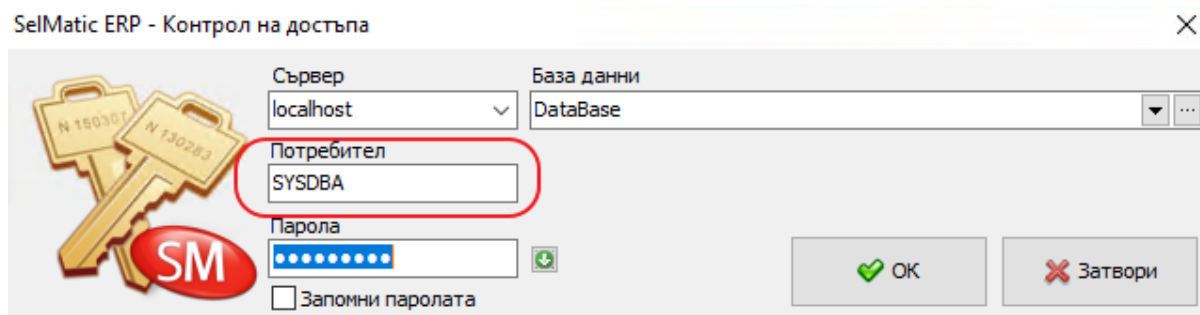 SelMatic ERP - Контрол на достъпа
Сървер
База данни
localhost
DataBase
N 150307
N 130283
Потребител
SYSDBA
Парола
●●●●●●●●●
SM
OK
Затвори
Запомни паролата